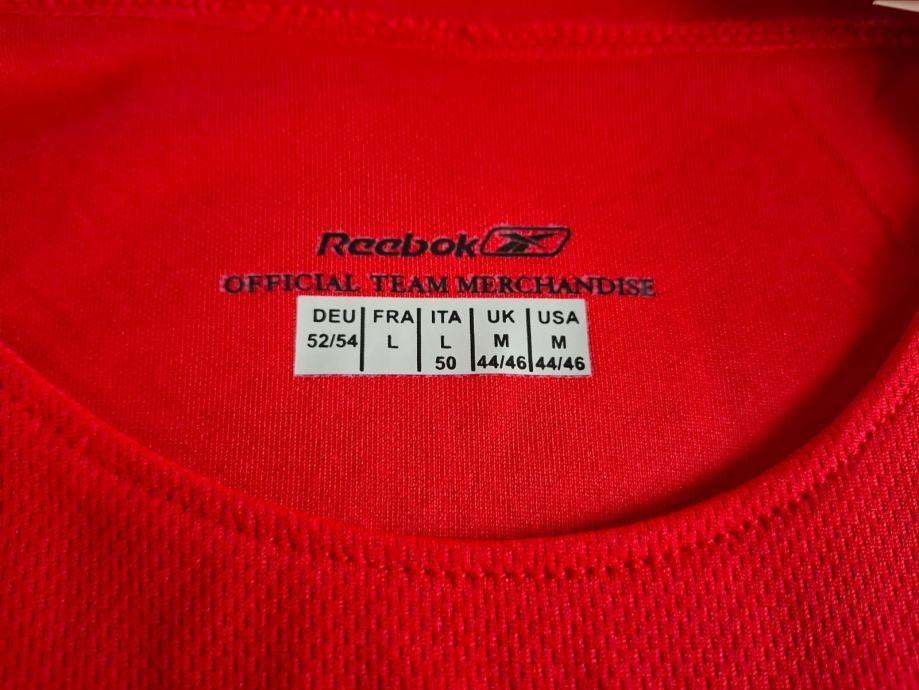 Reebok
OFFICIAL TEAM MERCHANDISE
DEU FRA ITA UK USA
52/54 L L M M
50 44/46 44/46